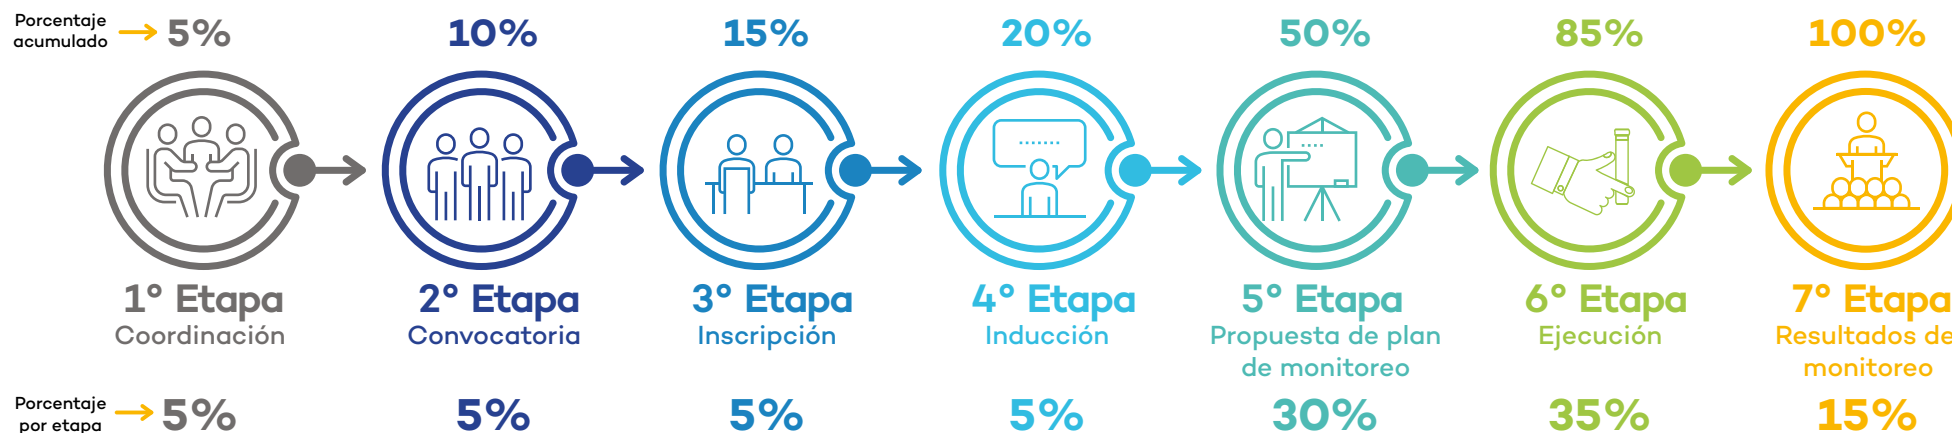 Porcentaje
acumulado
5%
10%
15%
20%
50%
85%
100%
1° Etapa
Coordinación
2° Etapa
Convocatoria
3° Etapa
Inscripción
4° Etapa
Inducción
5° Etapa
Propuesta de plan
de monitoreo
6° Etapa
Ejecución
7° Etapa
Resultados de
monitoreo
Porcentaje
por etapa
5%
5%
5%
5%
30%
35%
15%